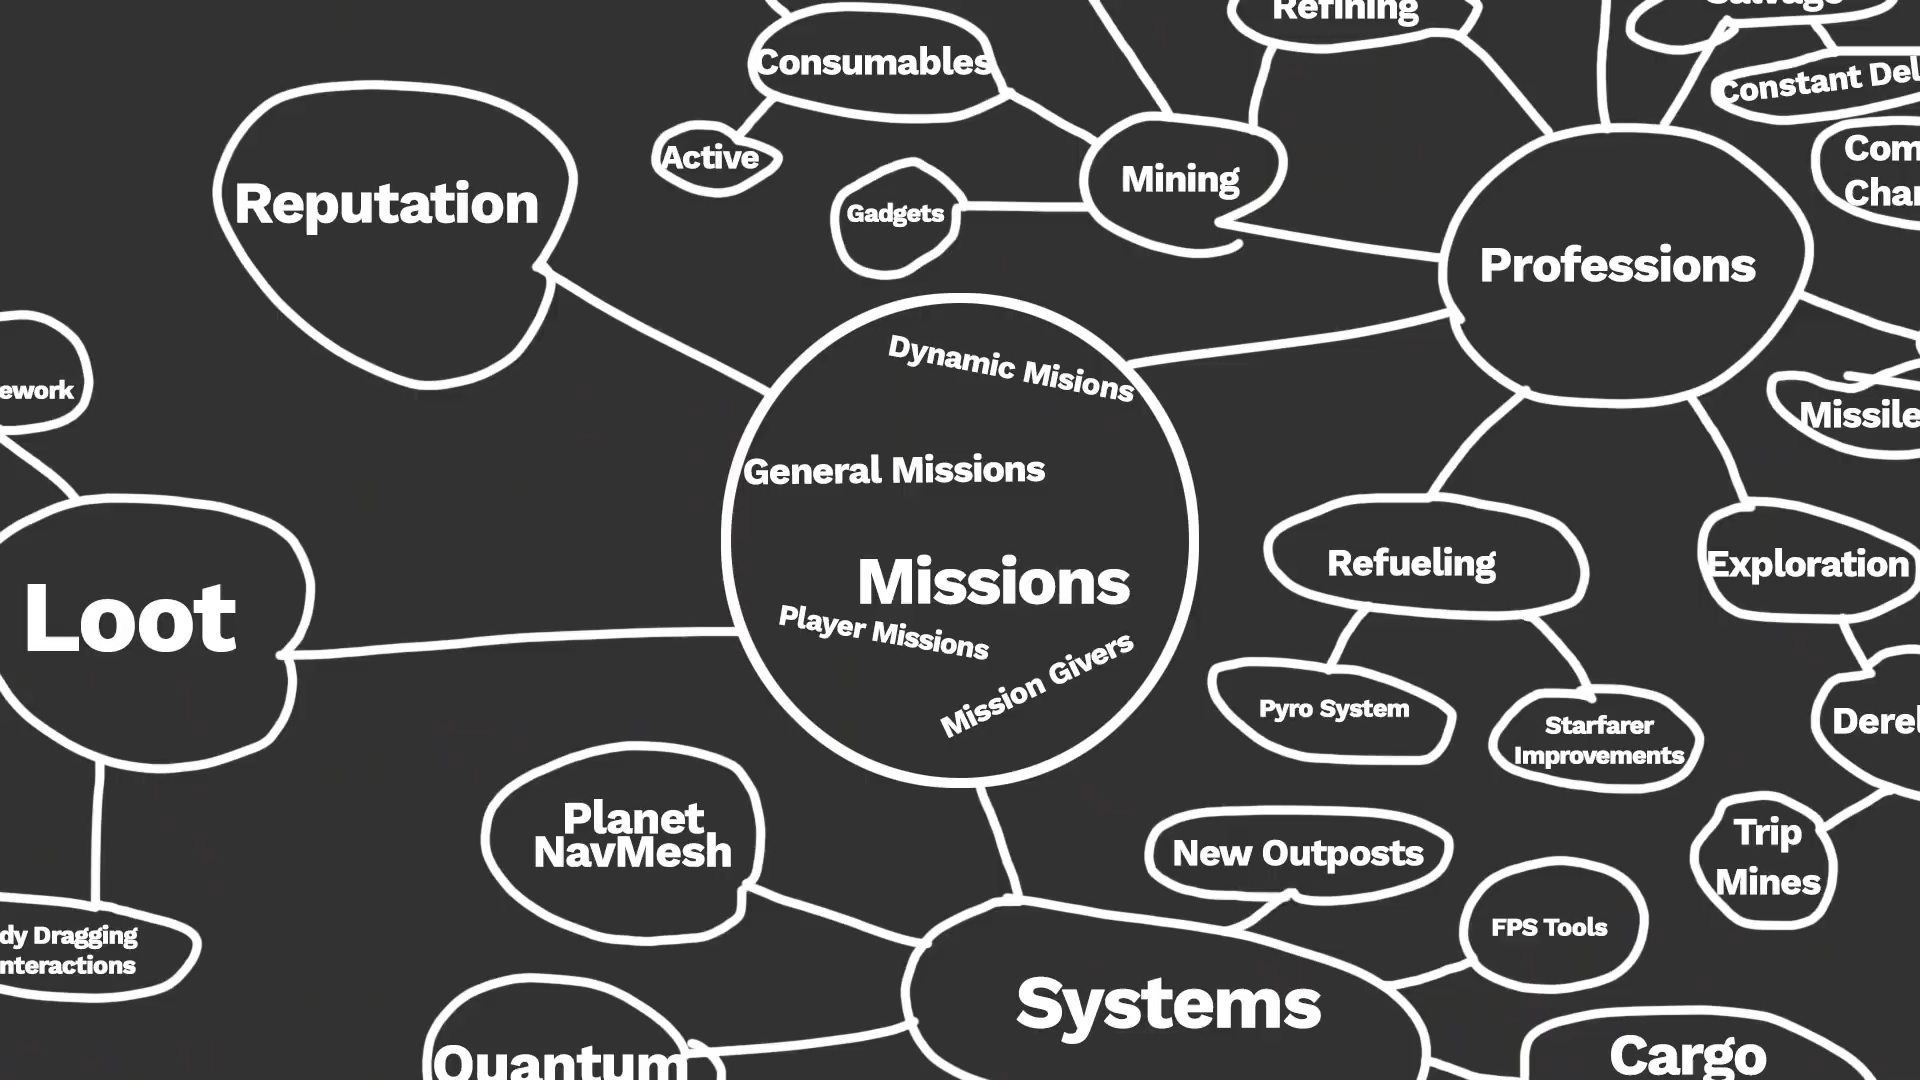 Refining
Salvage
Consumables
Constant Del
Active
Gadgets
Mining
Com
Char
Reputation
Professions
Dynamic Misions
ework
Missile
General Missions
Missions
Player Missions
Mission Givers
Refueling
Exploration
Loot
Pyro System
Starfarer
Improvements
Derel
Planet
NavMesh
New Outposts
Trip
Mines
FPS Tools
dy Dragging
nteractions
Systems
Quantum
Cargo